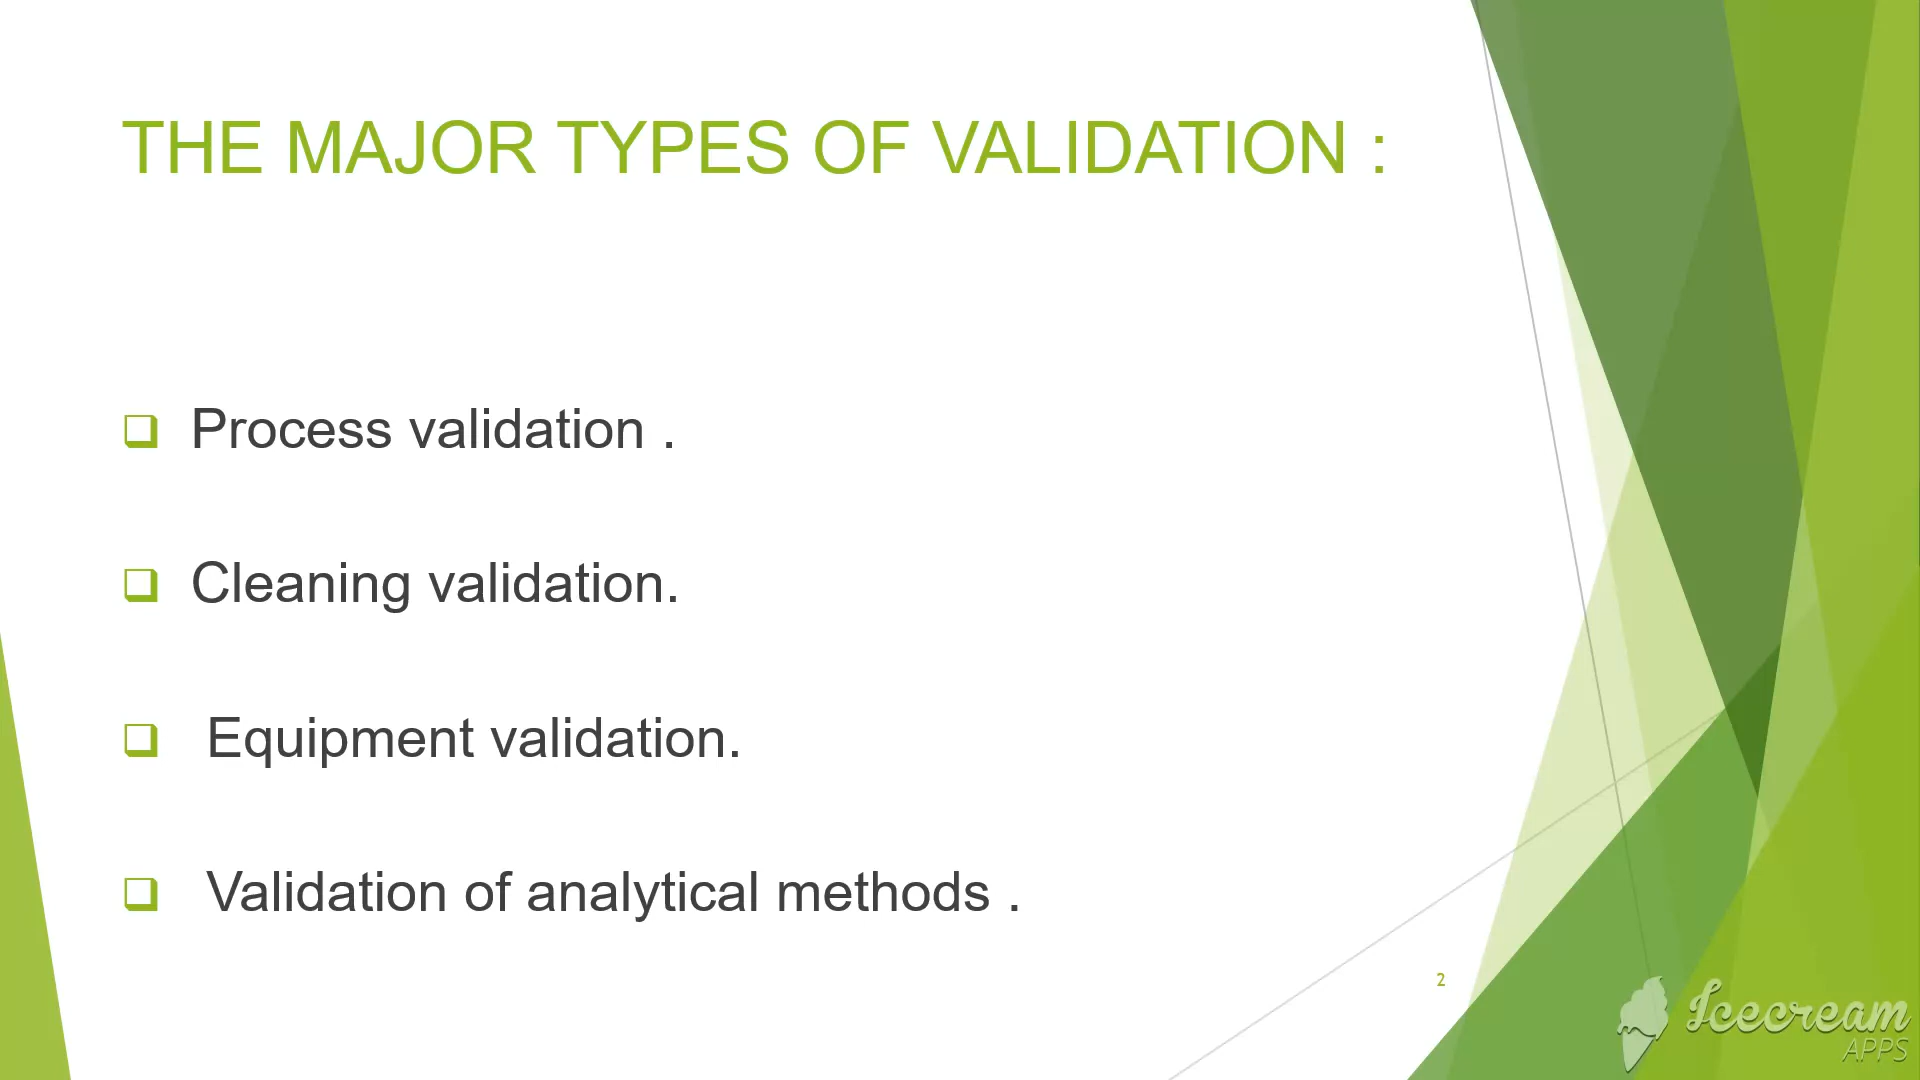 THE MAJOR TYPES OF VALIDATION :
Process validation .
Cleaning validation.
Equipment validation.
Validation of analytical methods .
2
Icecream
APPS